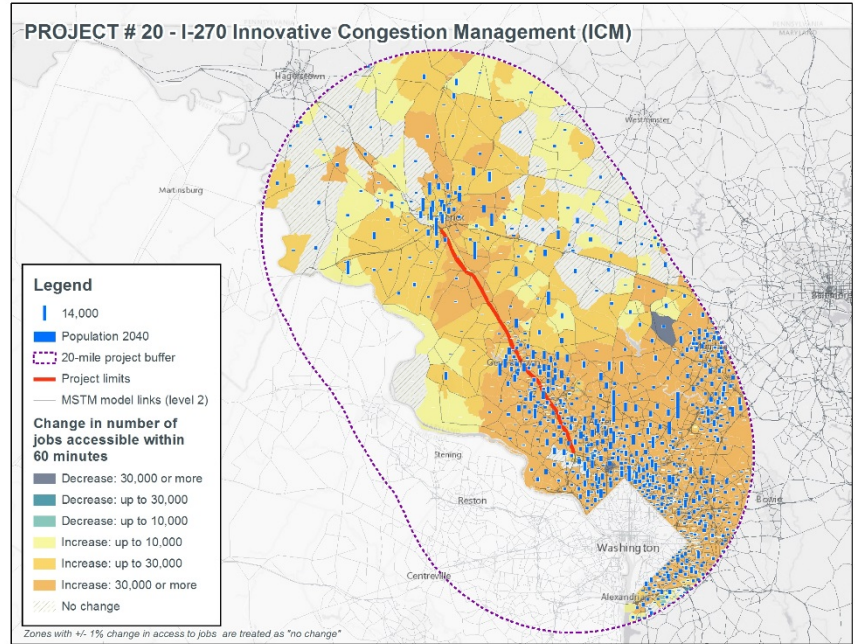 PROJECT # 20 - I-270 Innovative Congestion Management (ICM)
PENNSYLVANIA
MARYLAND
Hagerstown
Westminster
Martinsburg
Legend
14,000
Population 2040
20-mile project buffer
Project limits
MSTM model links (level 2)
Change in number of
jobs accessible within
60 minutes
Decrease: 30,000 or more
Decrease: up to 30,000
Decrease: up to 10,000
Increase: up to 10,000
Increase: up to 30,000
Increase: 30,000 or more
No change
Sterling
Reston
Bowie
Washington
Centreville
Alexandria
Zones with +/- 1% change in access to jobs are treated as "no change"